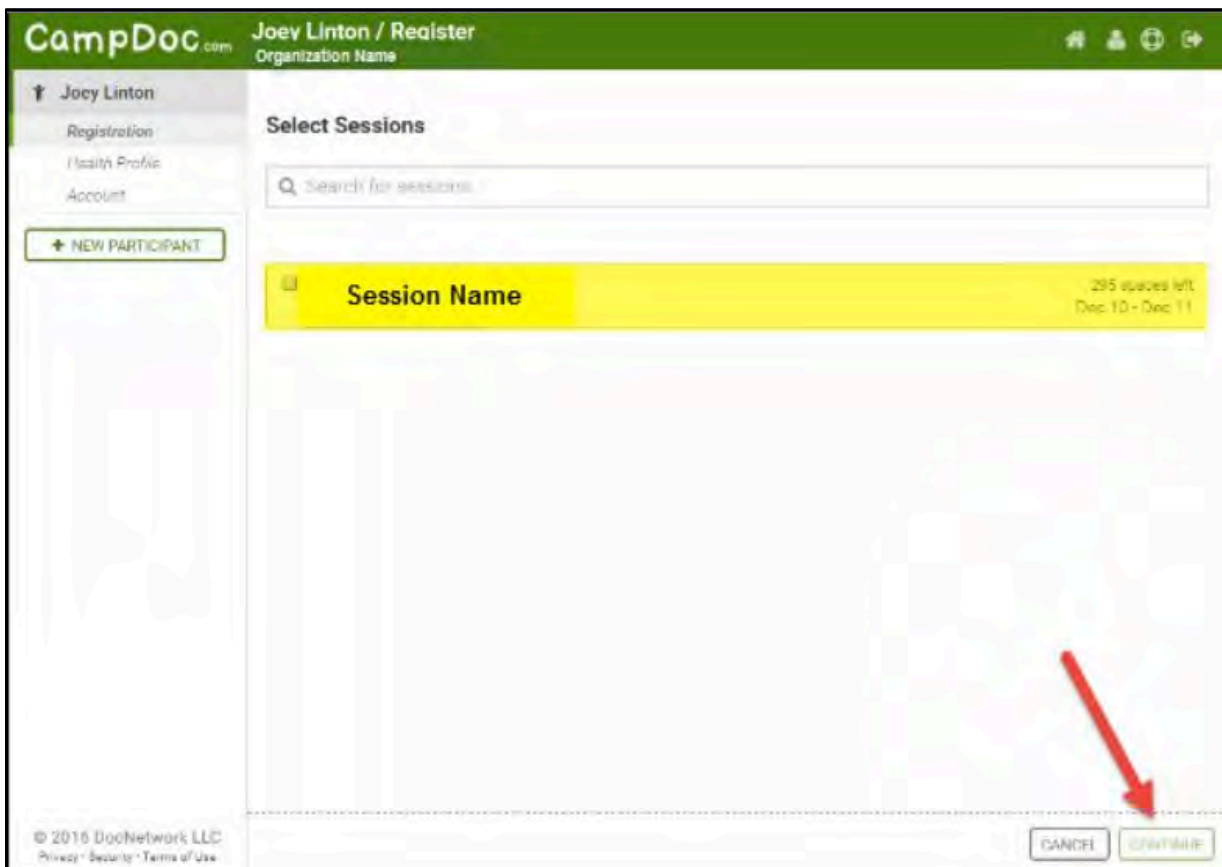 CampDoc.com
Joey Linton / Register
Organization Name
Joey Linton
Registration
Health Profile
Account
+ NEW PARTICIPANT
Select Sessions
Search for sessions
Session Name
295 spaces left
Dec 10 - Dec 11
© 2016 DocNetwork LLC
Privacy · Security · Terms of Use
CANCEL
CONTINUE